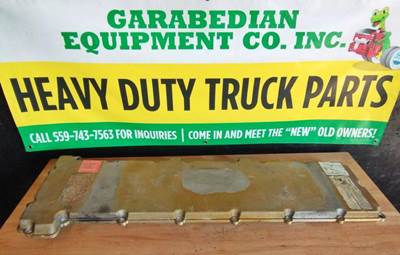 GARABEDIAN
EQUIPMENT CO. INC.
HEAVY DUTY TRUCK PARTS
CALL 559-743-7563 FOR INQUIRIES | COME IN AND MEET THE "NEW" OLD OWNERS!